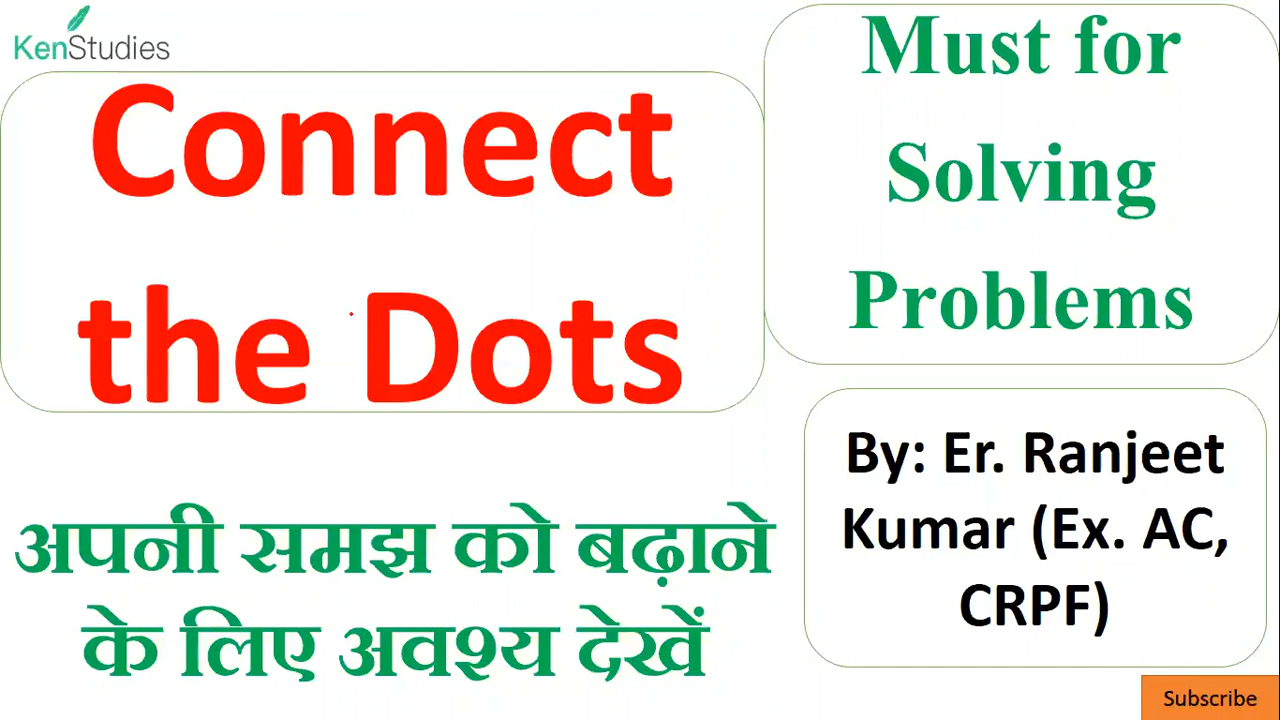 KenStudies
Connect
the Dots
Must for
Solving
Problems
By: Er. Ranjeet
Kumar (Ex. AC,
CRPF)
अपनी समझ को बढ़ाने
के लिए अवश्य देखें
Subscribe